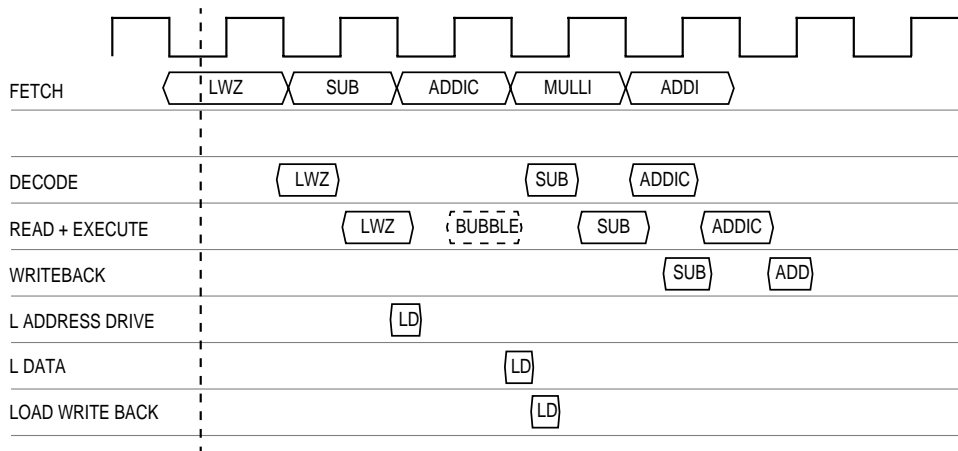 FETCH LWZ SUB ADDIC MULLI ADDI
DECODE LWZ SUB ADDIC
READ + EXECUTE LWZ BUBBLE SUB ADDIC
WRITEBACK SUB ADD
L ADDRESS DRIVE LD
L DATA LD
LOAD WRITE BACK LD